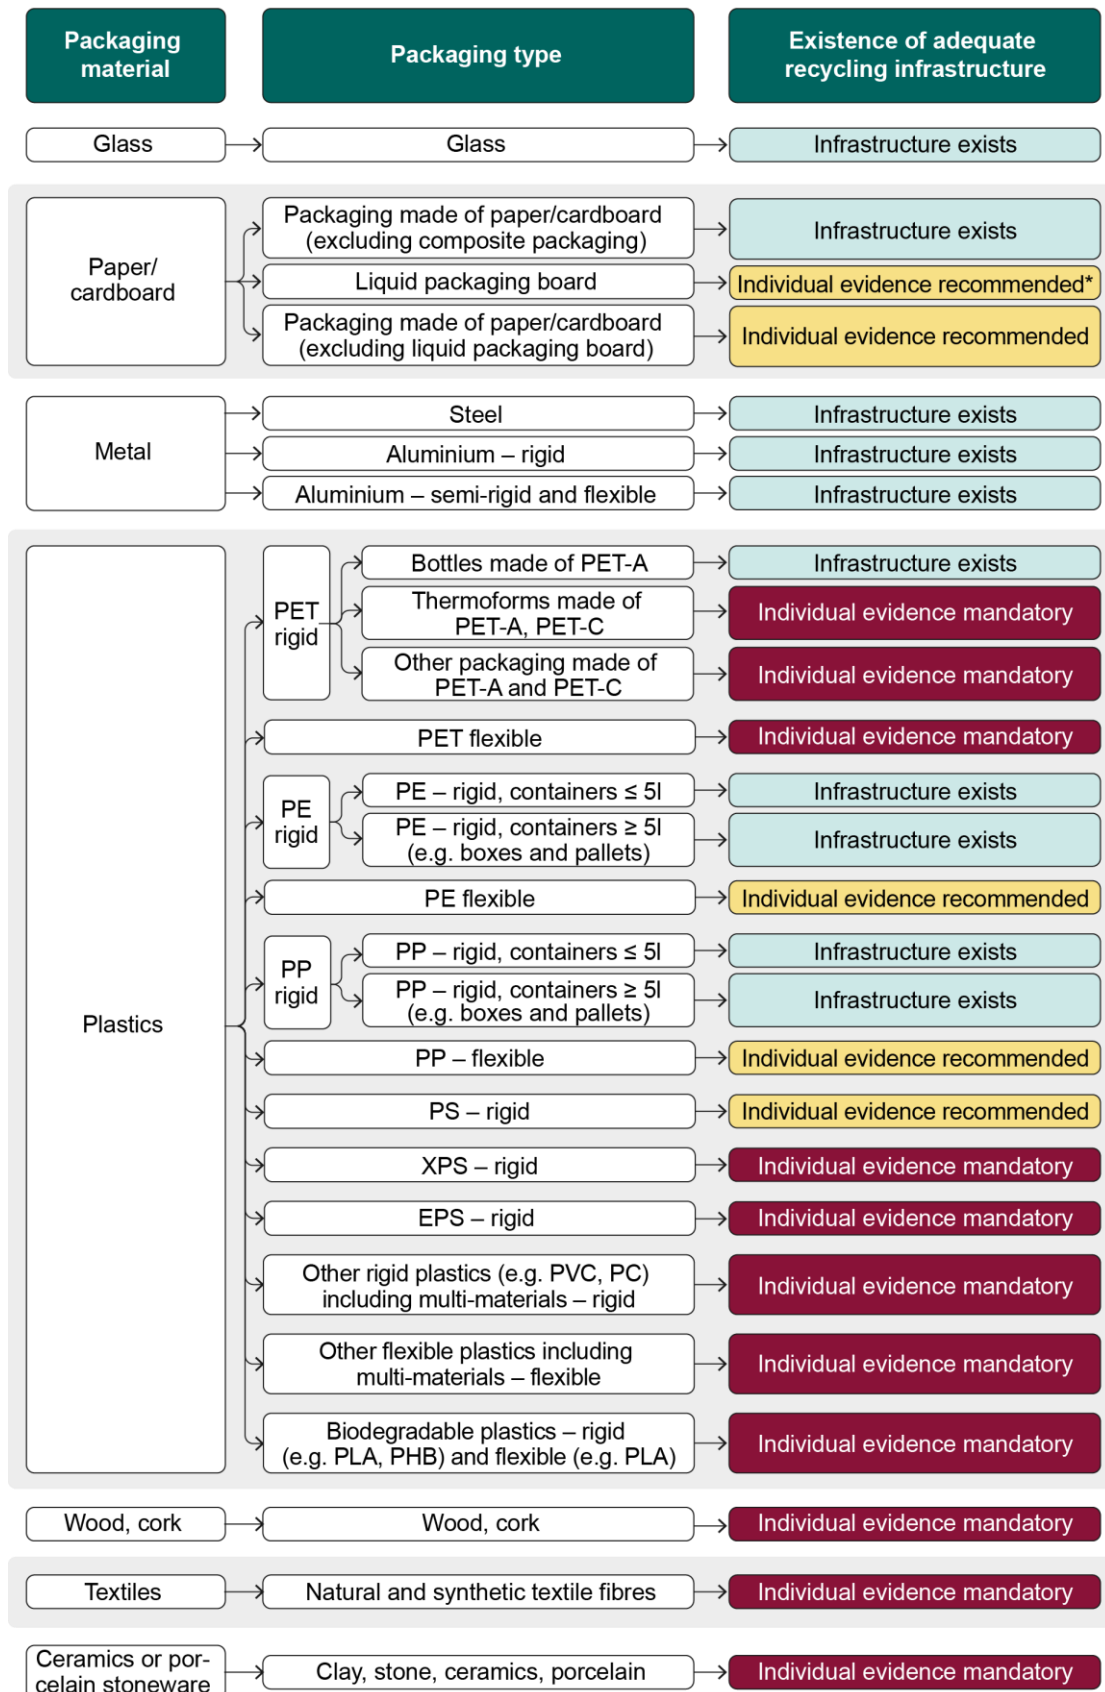 Packaging
material
Packaging type
Existence of adequate
recycling infrastructure
Glass
Glass
Infrastructure exists
Paper/
cardboard
Packaging made of paper/cardboard
(excluding composite packaging)
Infrastructure exists
Liquid packaging board
Individual evidence recommended*
Packaging made of paper/cardboard
(excluding liquid packaging board)
Individual evidence recommended
Metal
Steel
Infrastructure exists
Aluminium – rigid
Infrastructure exists
Aluminium – semi-rigid and flexible
Infrastructure exists
Plastics
PET
rigid
Bottles made of PET-A
Infrastructure exists
Thermoforms made of
PET-A, PET-C
Individual evidence mandatory
Other packaging made of
PET-A and PET-C
Individual evidence mandatory
PET flexible
Individual evidence mandatory
PE
rigid
PE – rigid, containers ≤ 5l
Infrastructure exists
PE – rigid, containers ≥ 5l
(e.g. boxes and pallets)
Infrastructure exists
PE flexible
Individual evidence recommended
PP
rigid
PP – rigid, containers ≤ 5l
Infrastructure exists
PP – rigid, containers ≥ 5l
(e.g. boxes and pallets)
Infrastructure exists
PP – flexible
Individual evidence recommended
PS – rigid
Individual evidence recommended
XPS – rigid
Individual evidence mandatory
EPS – rigid
Individual evidence mandatory
Other rigid plastics (e.g. PVC, PC)
including multi-materials – rigid
Individual evidence mandatory
Other flexible plastics including
multi-materials – flexible
Individual evidence mandatory
Biodegradable plastics – rigid
(e.g. PLA, PHB) and flexible (e.g. PLA)
Individual evidence mandatory
Wood, cork
Wood, cork
Individual evidence mandatory
Textiles
Natural and synthetic textile fibres
Individual evidence mandatory
Ceramics or por-
celain stoneware
Clay, stone, ceramics, porcelain
Individual evidence mandatory